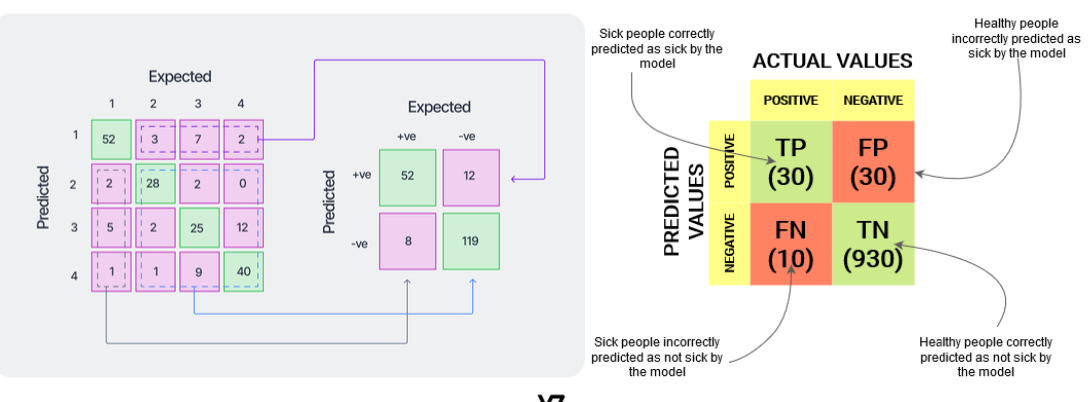 Expected
1 2 3 4
Predicted
1 52 3 7 2
2 2 28 2 0
3 5 2 25 12
4 1 1 9 40
Expected
+ve -ve
Predicted
+ve 52 12
-ve 8 119
Sick people correctly
predicted as sick by the
model
Healthy people
incorrectly predicted as
sick by the model
ACTUAL VALUES
POSITIVE NEGATIVE
PREDICTED
VALUES
POSITIVE
NEGATIVE
TP
(30)
FP
(30)
FN
(10)
TN
(930)
Sick people incorrectly
predicted as not sick by
the model
Healthy people correctly
predicted as not sick by
the model